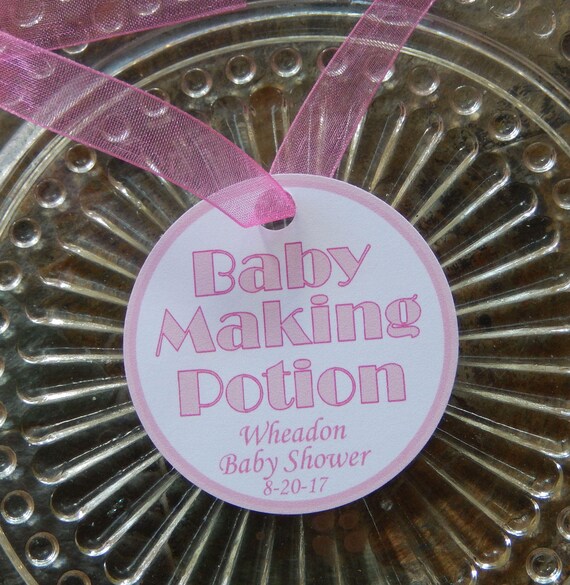 Baby
Making
Potion
Wheadon
Baby Shower
8-20-17